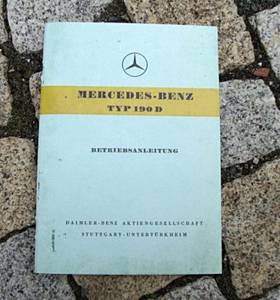 MERCEDES-BENZ
TYP 190 D
BETRIEBSANLEITUNG
DAIMLER-BENZ AKTIENGESELLSCHAFT
STUTTGART-UNTERTÜRKHEIM